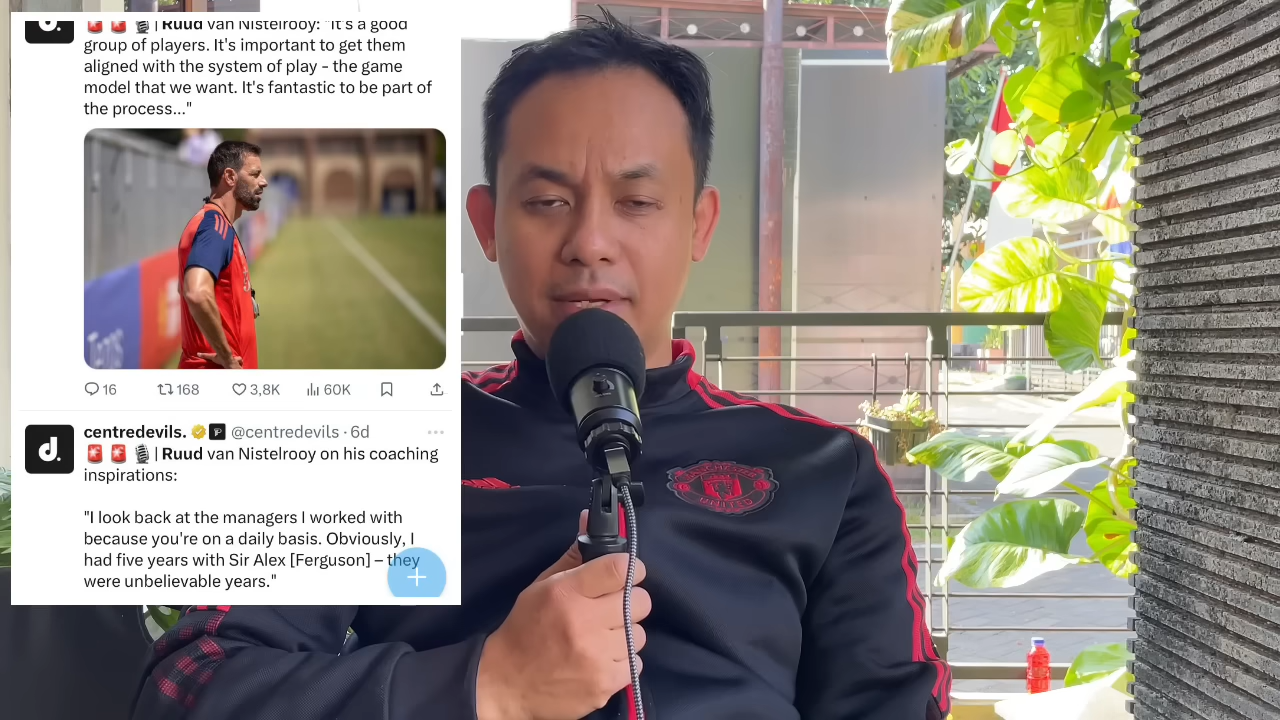 d.
| Ruud van Nistelrooy: "It's a good
group of players. It's important to get them
aligned with the system of play - the game
model that we want. It's fantastic to be part of
the process..."
Teams
16 168 3,8K 60K
d.
centredevils. @centredevils · 6d
| Ruud van Nistelrooy on his coaching
inspirations:
"I look back at the managers I worked with
because you're on a daily basis. Obviously, I
had five years with Sir Alex [Ferguson] – they
were unbelievable years."
MANCHESTER
UNITED